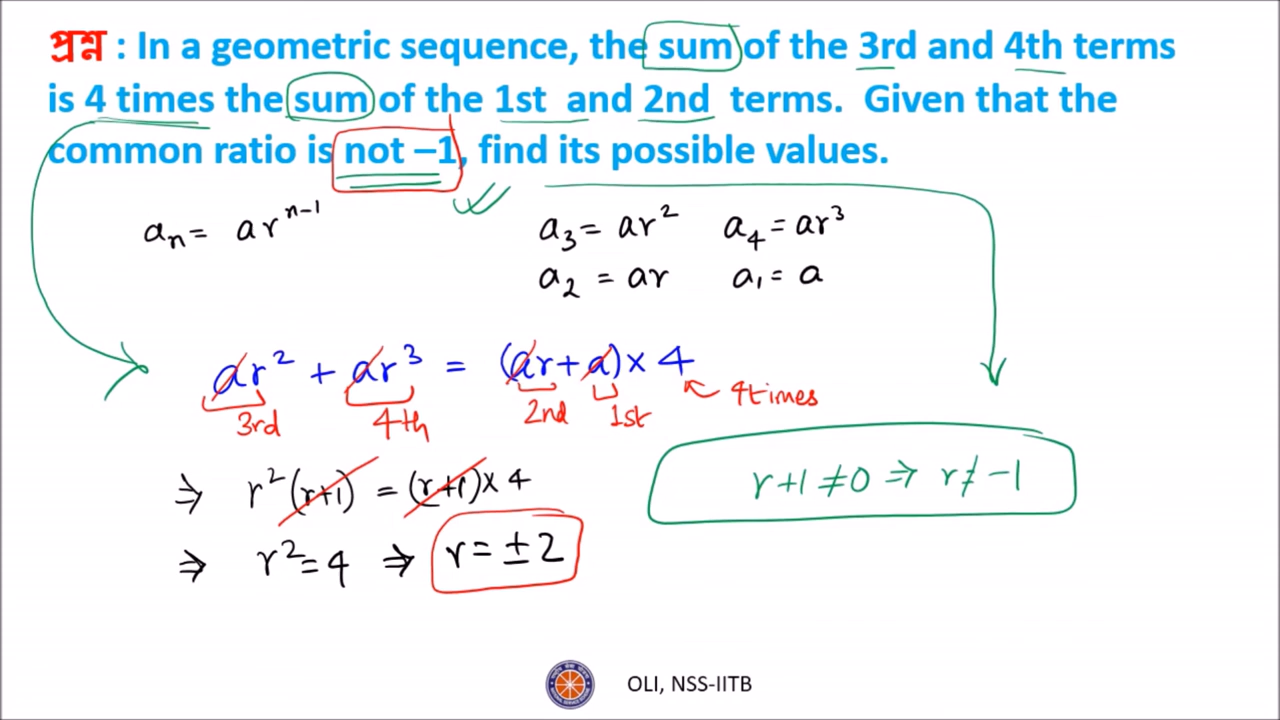 প্রশ্ন : In a geometric sequence, the sum of the 3rd and 4th terms
is 4 times the sum of the 1st and 2nd terms. Given that the
common ratio is not –1, find its possible values.
aₙ = arⁿ⁻¹
a₃ = ar² a₄ = ar³
a₂ = ar a₁ = a
ar² + ar³ = (ar + a) × 4
3rd 4th 2nd 1st 4times
⇒ r²(r+1) = (r+1) × 4
r+1 ≠ 0 ⇒ r ≠ -1
⇒ r² = 4 ⇒ r = ± 2
OLI, NSS-IITB